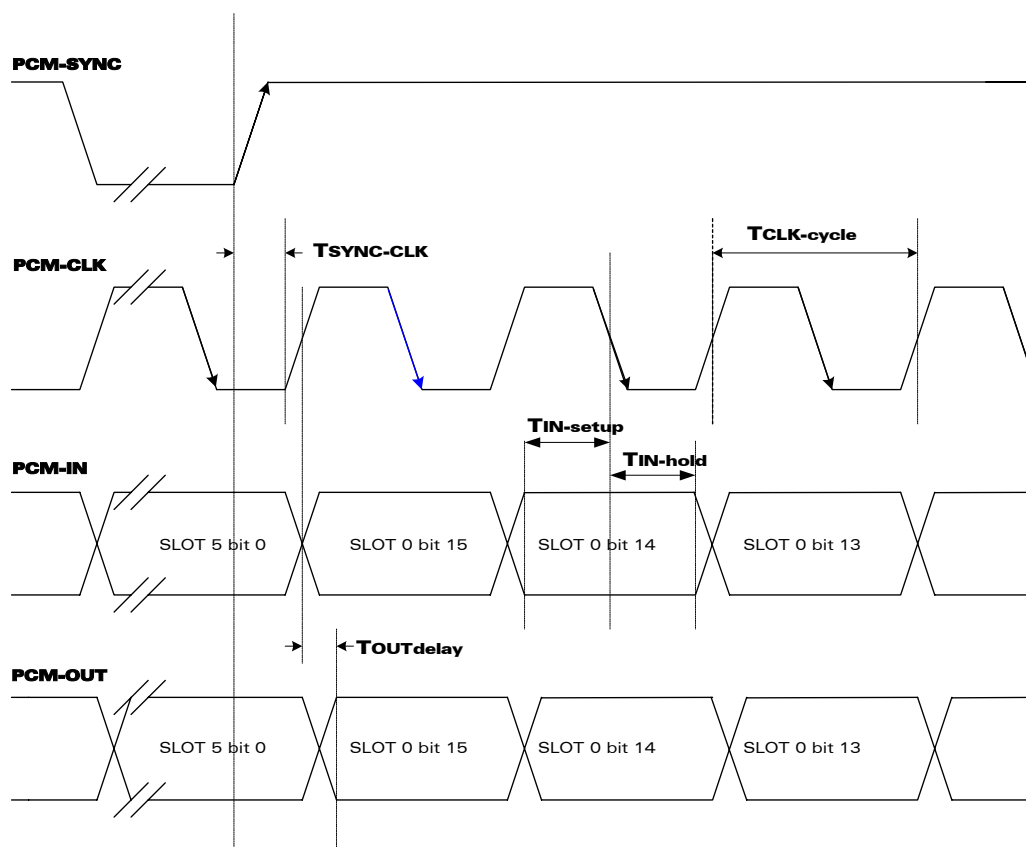 PCM-SYNC
TSYNC-CLK
TCLK-cycle
PCM-CLK
TIN-setup
TIN-hold
PCM-IN
SLOT 5 bit 0
SLOT 0 bit 15
SLOT 0 bit 14
SLOT 0 bit 13
TOUTdelay
PCM-OUT
SLOT 5 bit 0
SLOT 0 bit 15
SLOT 0 bit 14
SLOT 0 bit 13